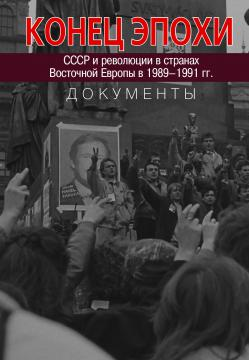 КОНЕЦ ЭПОХИ
СССР и революции в странах
Восточной Европы в 1989–1991 гг.
ДОКУМЕНТЫ